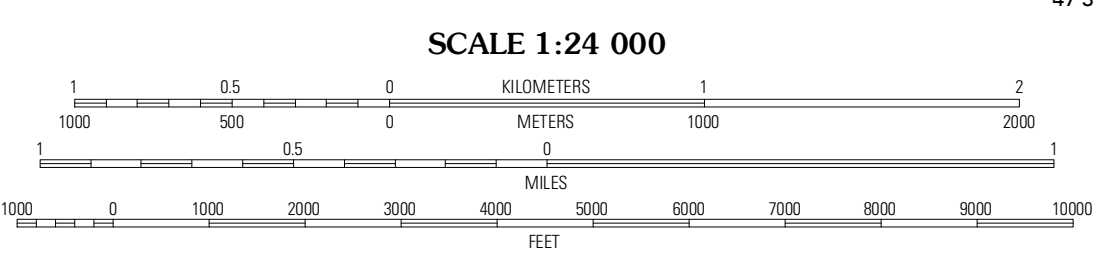 47 3
SCALE 1:24 000
1 0.5 0 KILOMETERS 1 2
1000 500 0 METERS 1000 2000
1 0.5 0 1
MILES
1000 0 1000 2000 3000 4000 5000 6000 7000 8000 9000 10000
FEET